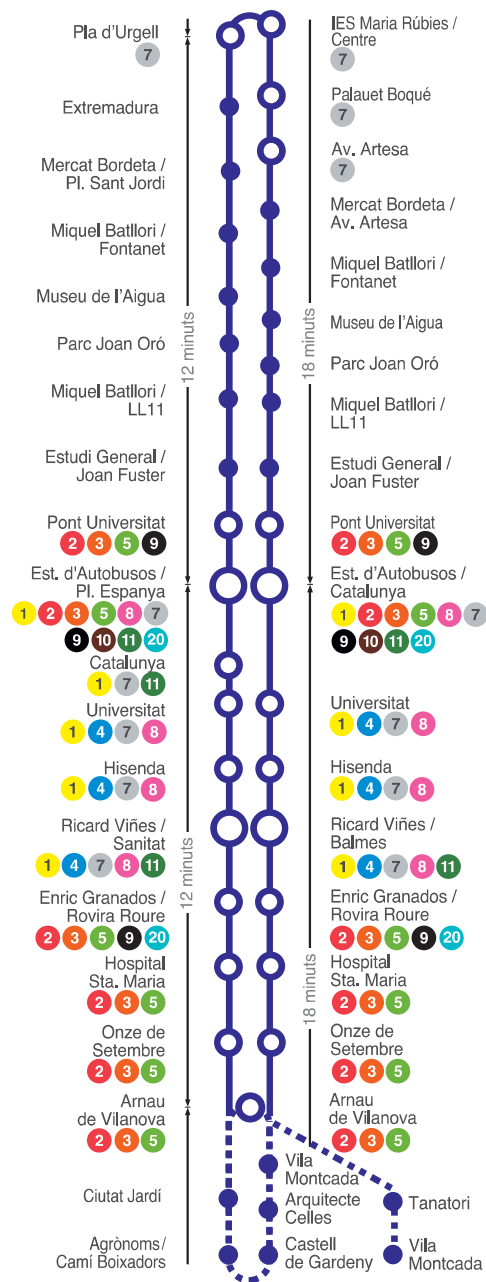 Pla d'Urgell
7
Extremadura
Mercat Bordeta /
Pl. Sant Jordi
Miquel Batllori /
Fontanet
Museu de l'Aigua
Parc Joan Oró
Miquel Batllori /
LL11
Estudi General /
Joan Fuster
Pont Universitat
2 3 5 9
Est. d'Autobusos /
Pl. Espanya
1 2 3 5 8 7
9 10 11 20
Catalunya
1 7 11
Universitat
1 4 7 8
Hisenda
1 4 7 8
Ricard Viñes /
Sanitat
1 4 7 8 11
Enric Granados /
Rovira Roure
2 3 5 9 20
Hospital
Sta. Maria
2 3 5
Onze de
Setembre
2 3 5
Arnau
de Vilanova
2 3 5
Ciutat Jardí
Agrònoms /
Camí Boixadors
12 minuts
12 minuts
18 minuts
18 minuts
IES Maria Rúbies /
Centre
7
Palauet Boqué
7
Av. Artesa
7
Mercat Bordeta /
Av. Artesa
Miquel Batllori /
Fontanet
Museu de l'Aigua
Parc Joan Oró
Miquel Batllori /
LL11
Estudi General /
Joan Fuster
Pont Universitat
2 3 5 9
Est. d'Autobusos /
Catalunya
1 2 3 5 8 7
9 10 11 20
Universitat
1 4 7 8
Hisenda
1 4 7 8
Ricard Viñes /
Balmes
1 4 7 8 11
Enric Granados /
Rovira Roure
2 3 5 9 20
Hospital
Sta. Maria
2 3 5
Onze de
Setembre
2 3 5
Arnau
de Vilanova
2 3 5
Vila
Montcada
Arquitecte
Celles
Castell
de Gardeny
Tanatori
Vila
Montcada